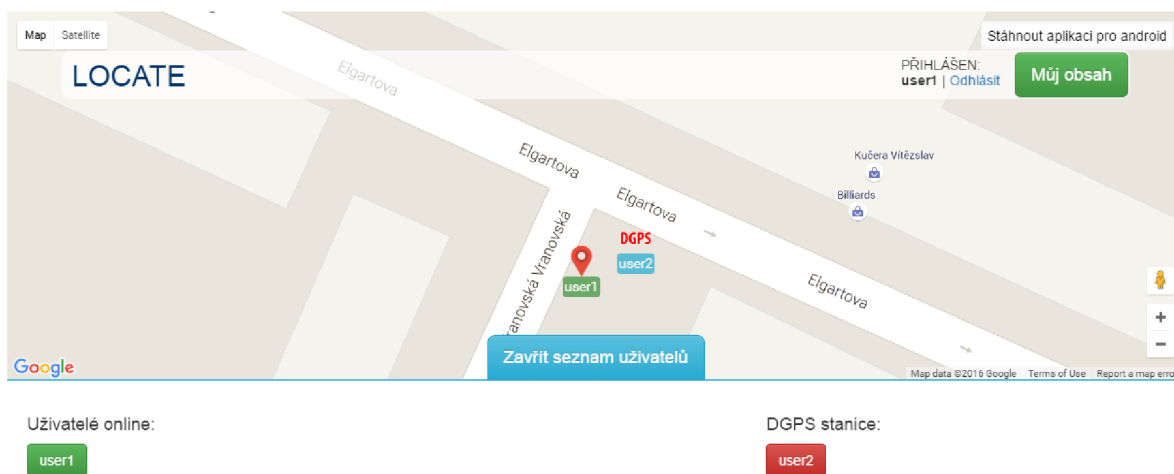 Map Satellite
Stáhnout aplikaci pro android
LOCATE
PŘIHLÁŠEN:
user1 | Odhlásit
Můj obsah
Elgartova
Elgartova
Elgartova
Elgartova
Kučera Vítězslav
Billiards
Vranovská
Vranovská
DGPS
user2
user1
Zavřít seznam uživatelů
Google
Map data ©2016 Google Terms of Use Report a map erro
Uživatelé online:
DGPS stanice:
user1
user2